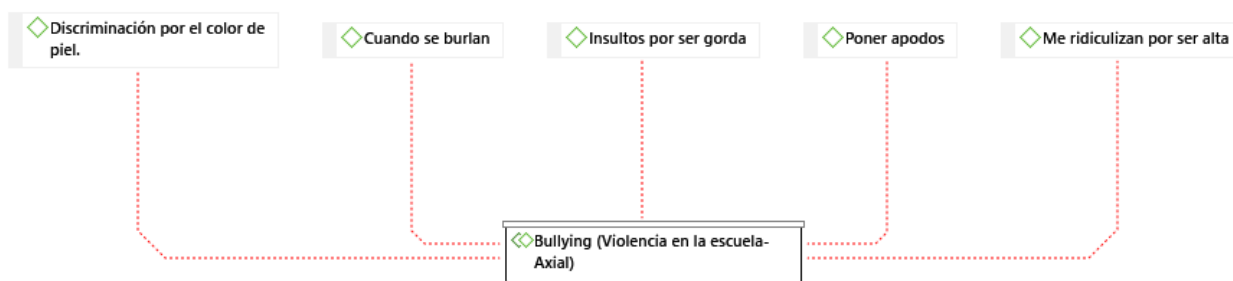 Discriminación por el color de
piel.
Cuando se burlan
Insultos por ser gorda
Poner apodos
Me ridiculizan por ser alta
Bullying (Violencia en la escuela-
Axial)